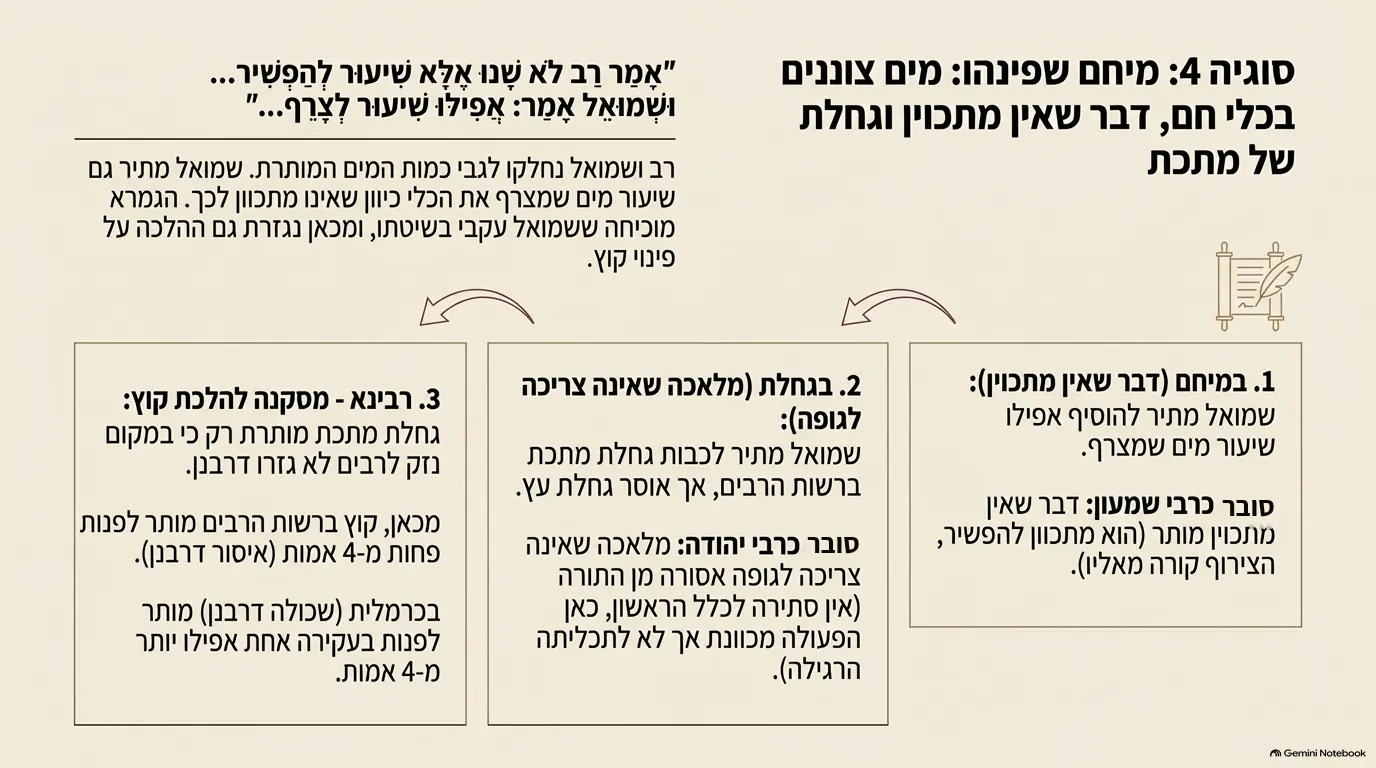 סוגיה 4: מיחם שפינהו: מים צוננים
בכלי חם, דבר שאין מתכוין וגחלת
של מתכת
"אָמַר רַב לֹא שָׁנוּ אֶלָּא שִׁיעוּר לְהַפְשִׁיר...
וּשְׁמוּאֵל אָמַר: אֲפִילּוּ שִׁיעוּר לְצָרֵף..."
רב ושמואל נחלקו לגבי כמות המים המותרת. שמואל מתיר גם
שיעור מים שמצרף את הכלי כיוון שאינו מתכוון לכך. הגמרא
מוכיחה ששמואל עקבי בשיטתו, ומכאן נגזרת גם ההלכה על
פינוי קוץ.
1. במיחם (דבר שאין מתכוין):
שמואל מתיר להוסיף אפילו
שיעור מים שמצרף.
סובר כרבי שמעון: דבר שאין
מתכוין מותר (הוא מתכוון להפשיר,
הצירוף קורה מאליו).
2. בגחלת (מלאכה שאינה צריכה
לגופה):
שמואל מתיר לכבות גחלת מתכת
ברשות הרבים, אך אוסר גחלת עץ.
סובר כרבי יהודה: מלאכה שאינה
צריכה לגופה אסורה מן התורה
(אין סתירה לכלל הראשון, כאן
הפעולה מכוונת אך לא לתכליתה
הרגילה).
3. רבינא - מסקנה להלכת קוץ:
גחלת מתכת מותרת רק כי במקום
נזק לרבים לא גזרו דרבנן.
מכאן, קוץ ברשות הרבים מותר לפנות
פחות מ-4 אמות (איסור דרבנן).
בכרמלית (שכולה דרבנן) מותר
לפנות בעקירה אחת אפילו יותר
מ-4 אמות.
Gemini Notebook